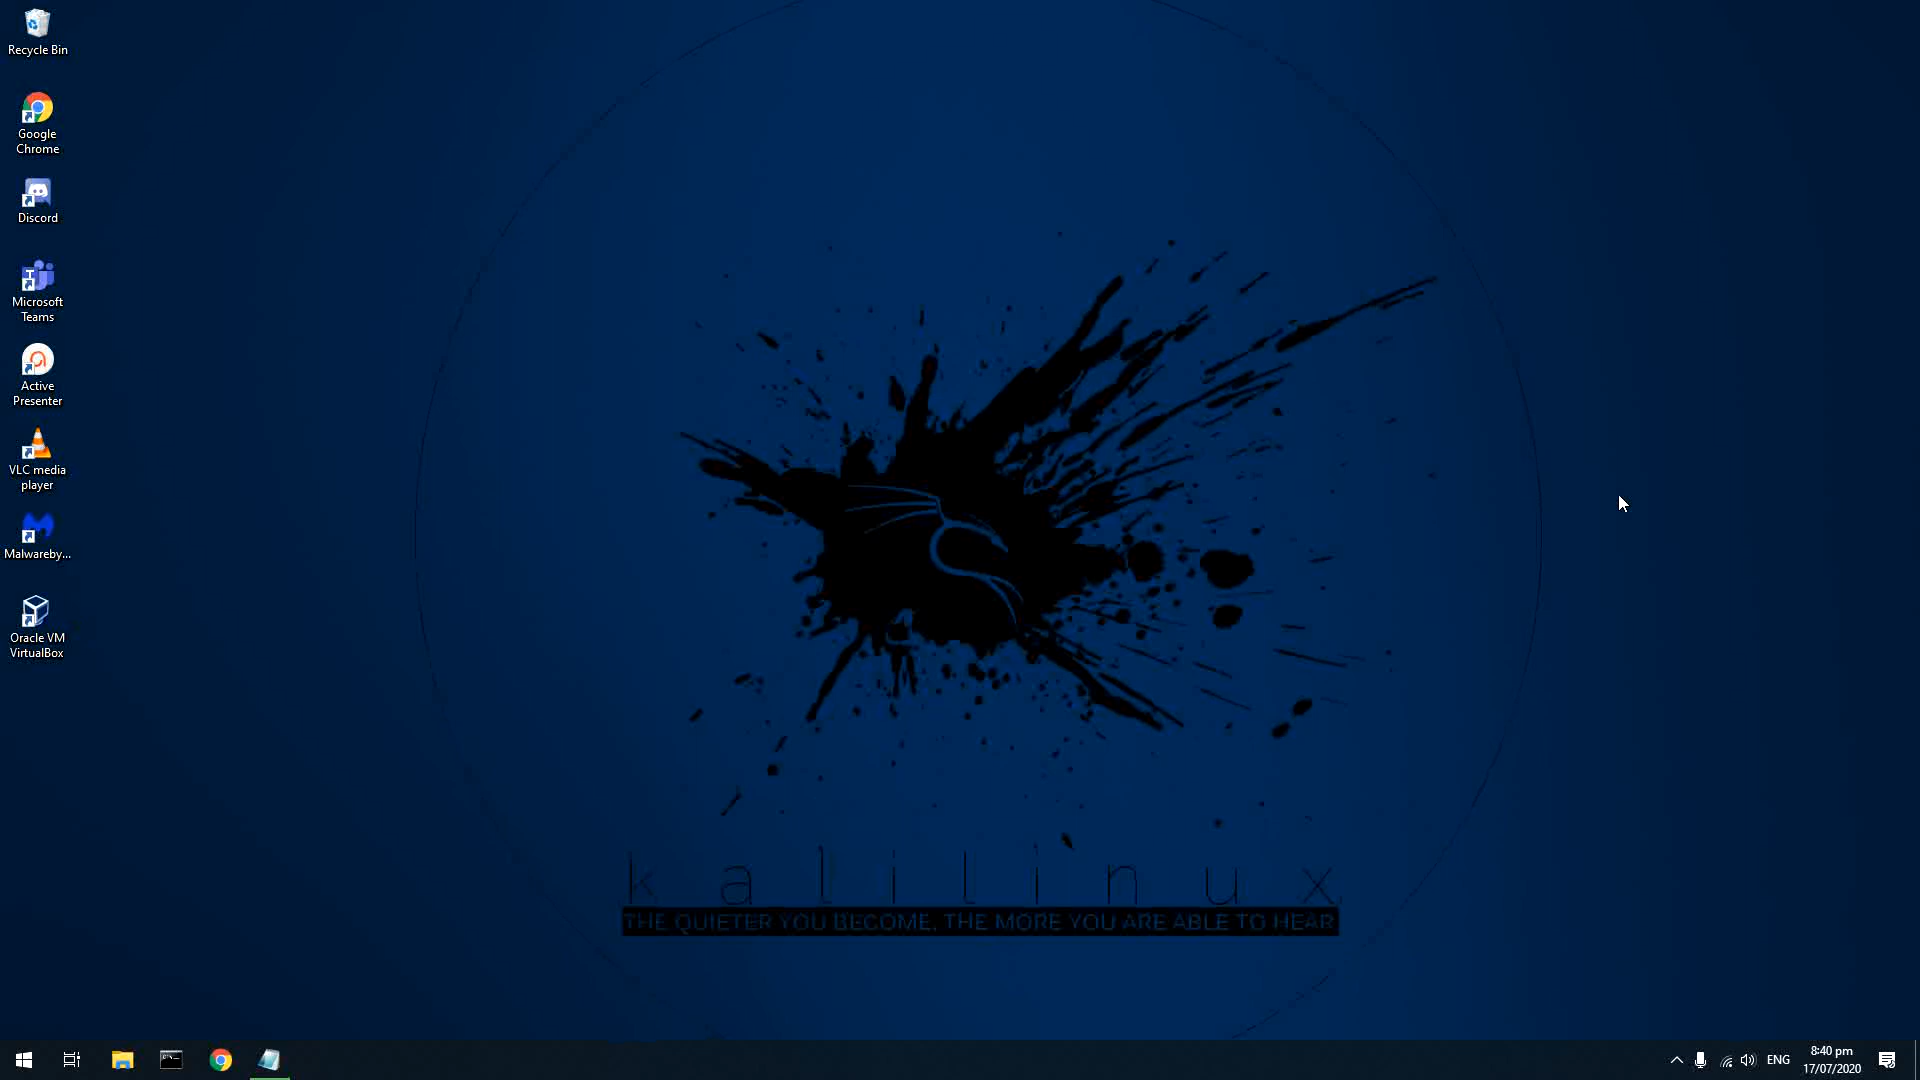 Recycle Bin
Google
Chrome
Discord
Microsoft
Teams
Active
Presenter
VLC media
player
Malwareby...
Oracle VM
VirtualBox
kalilinux
THE QUIETER YOU BECOME, THE MORE YOU ARE ABLE TO HEAR
ENG
8:40 pm
17/07/2020